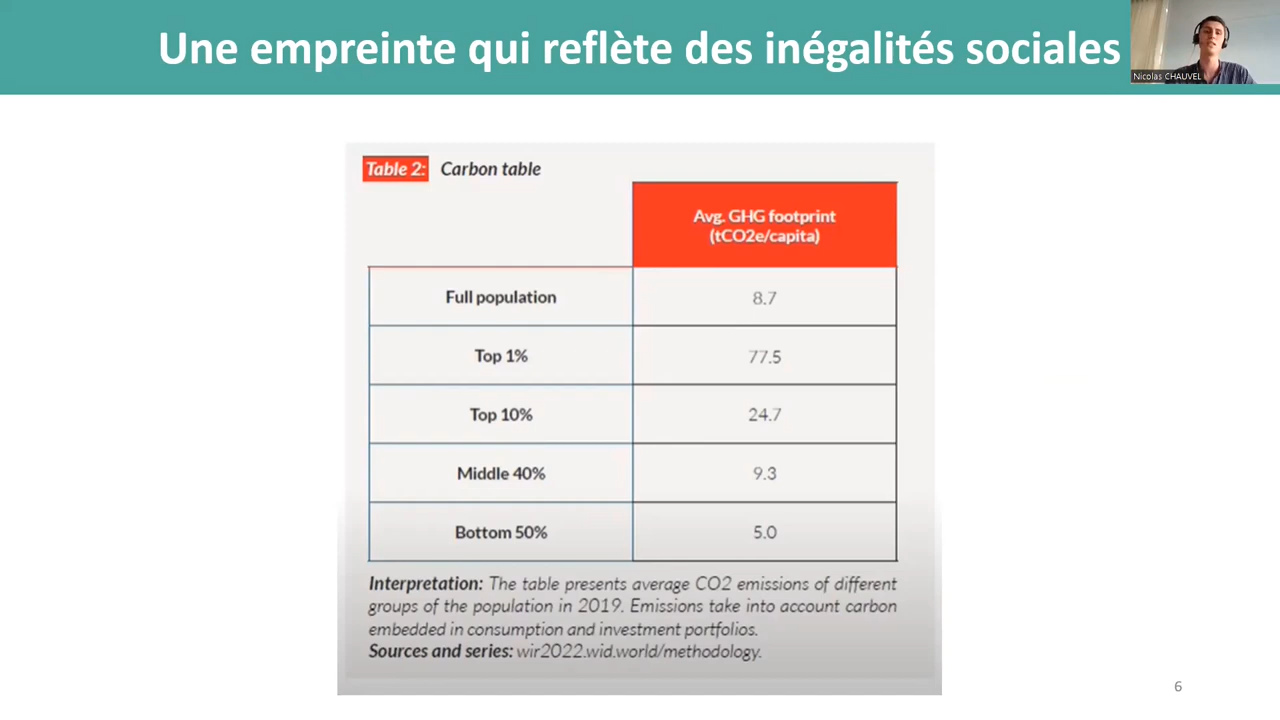 Une empreinte qui reflète des inégalités sociales
Nicolas CHAUVEL
Table 2: Carbon table
Avg. GHG footprint
(tCO2e/capita)
Full population 8.7
Top 1% 77.5
Top 10% 24.7
Middle 40% 9.3
Bottom 50% 5.0
Interpretation: The table presents average CO2 emissions of different
groups of the population in 2019. Emissions take into account carbon
embedded in consumption and investment portfolios.
Sources and series: wir2022.wid.world/methodology.
6